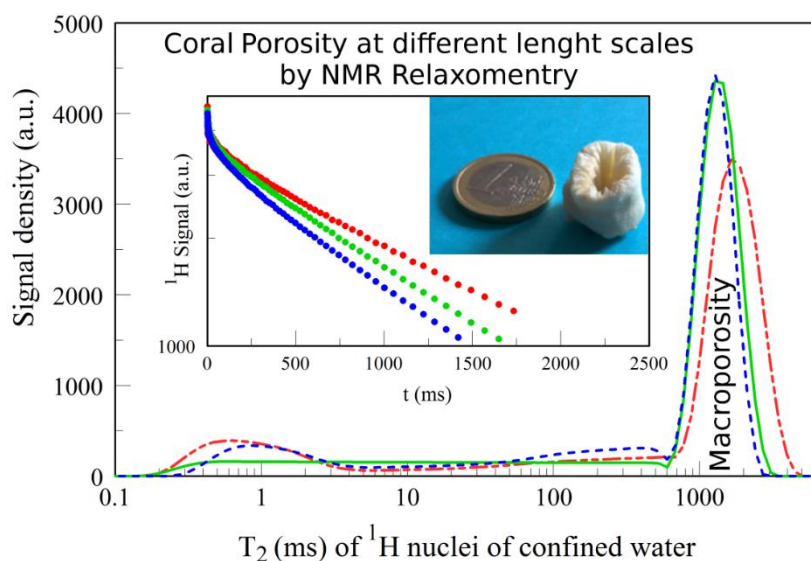 Coral Porosity at different lenght scales
by NMR Relaxomentry
Signal density (a.u.)
5000
4000
3000
2000
1000
0
¹H Signal (a.u.)
1000
0
500
1000
1500
2000
2500
t (ms)
Macroporosity
0.1
1
10
100
1000
T₂ (ms) of ¹H nuclei of confined water